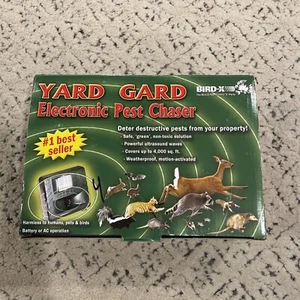 YARD GARD
BIRD-X
Electronic Pest Chaser
Deter destructive pests from your property!
- Safe, 'green', non-toxic solution
- Powerful ultrasound waves
- Covers up to 4,000 sq. ft.
- Weatherproof, motion-activated
#1 best
seller
Harmless to humans, pets & birds
Battery or AC operation